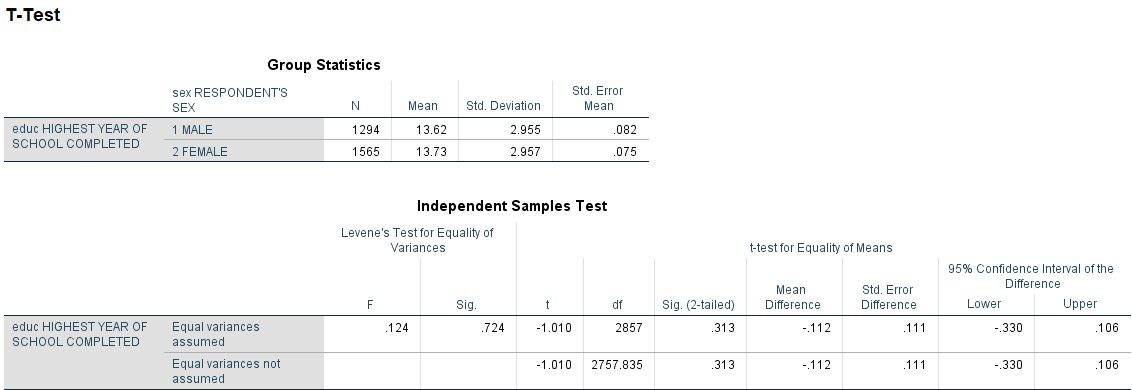 T-Test
Group Statistics
sex RESPONDENT'S
SEX
N Mean Std. Deviation Std. Error
Mean
educ HIGHEST YEAR OF
SCHOOL COMPLETED
1 MALE 1294 13.62 2.955 .082
2 FEMALE 1565 13.73 2.957 .075
Independent Samples Test
Levene's Test for Equality of
Variances
t-test for Equality of Means
F Sig. t df Sig. (2-tailed) Mean
Difference
Std. Error
Difference
95% Confidence Interval of the
Difference
Lower Upper
educ HIGHEST YEAR OF
SCHOOL COMPLETED
Equal variances
assumed
.124 .724 -1.010 2857 .313 -.112 .111 -.330 .106
Equal variances not
assumed
-1.010 2757.835 .313 -.112 .111 -.330 .106